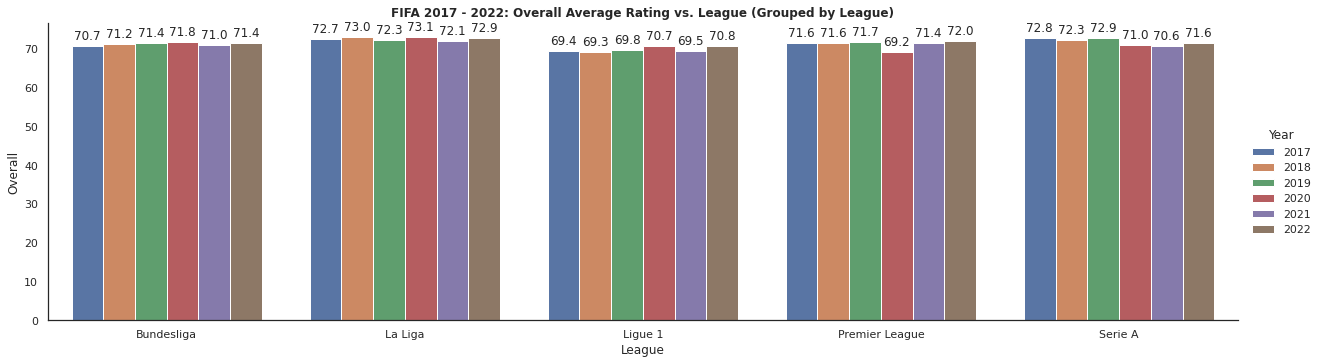 FIFA 2017 - 2022: Overall Average Rating vs. League (Grouped by League)
70.7 71.2 71.4 71.8 71.0 71.4 72.7 73.0 72.3 73.1 72.1 72.9 69.4 69.3 69.8 70.7 69.5 70.8 71.6 71.6 71.7 69.2 71.4 72.0 72.8 72.3 72.9 71.0 70.6 71.6
70
60
50
40
30
20
10
0
Overall
Bundesliga La Liga Ligue 1 Premier League Serie A
League
Year
2017
2018
2019
2020
2021
2022